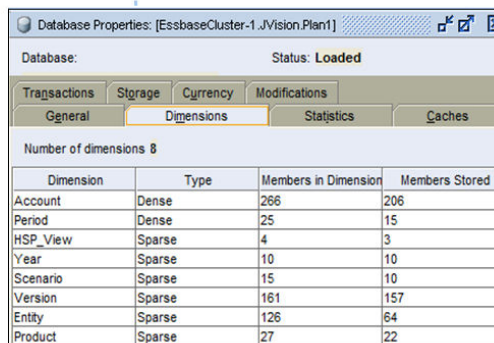 Database Properties: [EssbaseCluster-1.JVision.Plan1]
Database: Status: Loaded
Transactions Storage Currency Modifications
General Dimensions Statistics Caches
Number of dimensions 8
Dimension Type Members in Dimension Members Stored
Account Dense 266 206
Period Dense 25 15
HSP_View Sparse 4 3
Year Sparse 10 10
Scenario Sparse 15 10
Version Sparse 161 157
Entity Sparse 126 64
Product Sparse 27 22